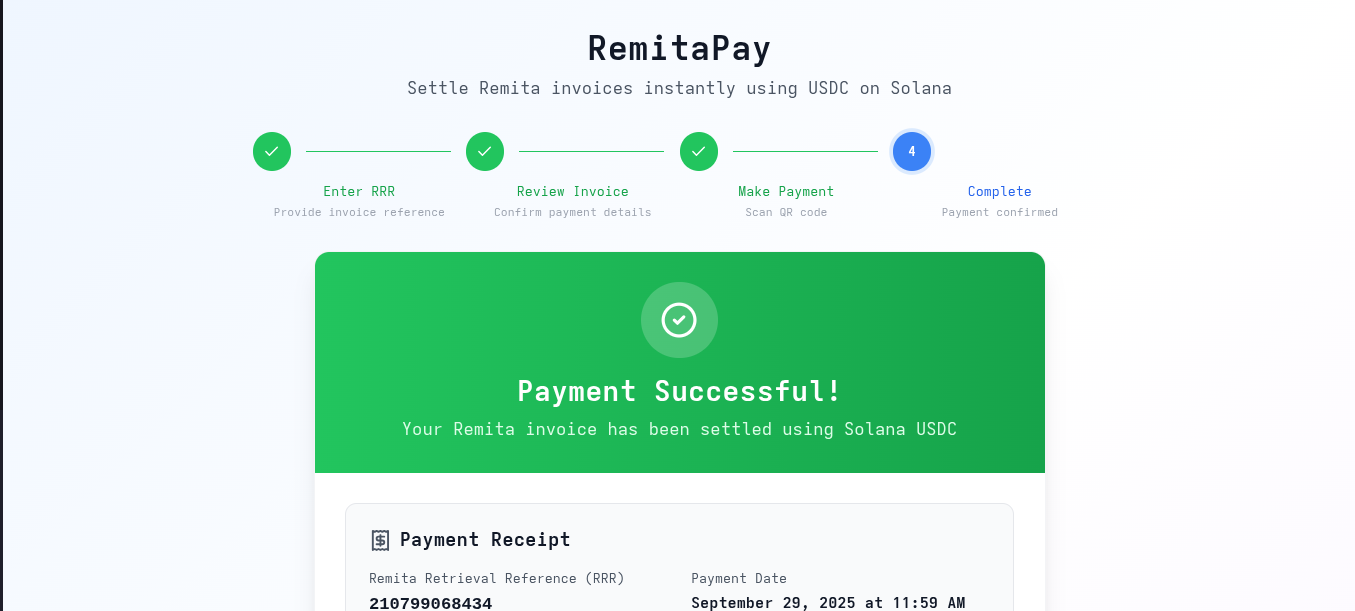 RemitaPay
Settle Remita invoices instantly using USDC on Solana
4
Enter RRR
Provide invoice reference
Review Invoice
Confirm payment details
Make Payment
Scan QR code
Complete
Payment confirmed
Payment Successful!
Your Remita invoice has been settled using Solana USDC
Payment Receipt
Remita Retrieval Reference (RRR)
210799068434
Payment Date
September 29, 2025 at 11:59 AM